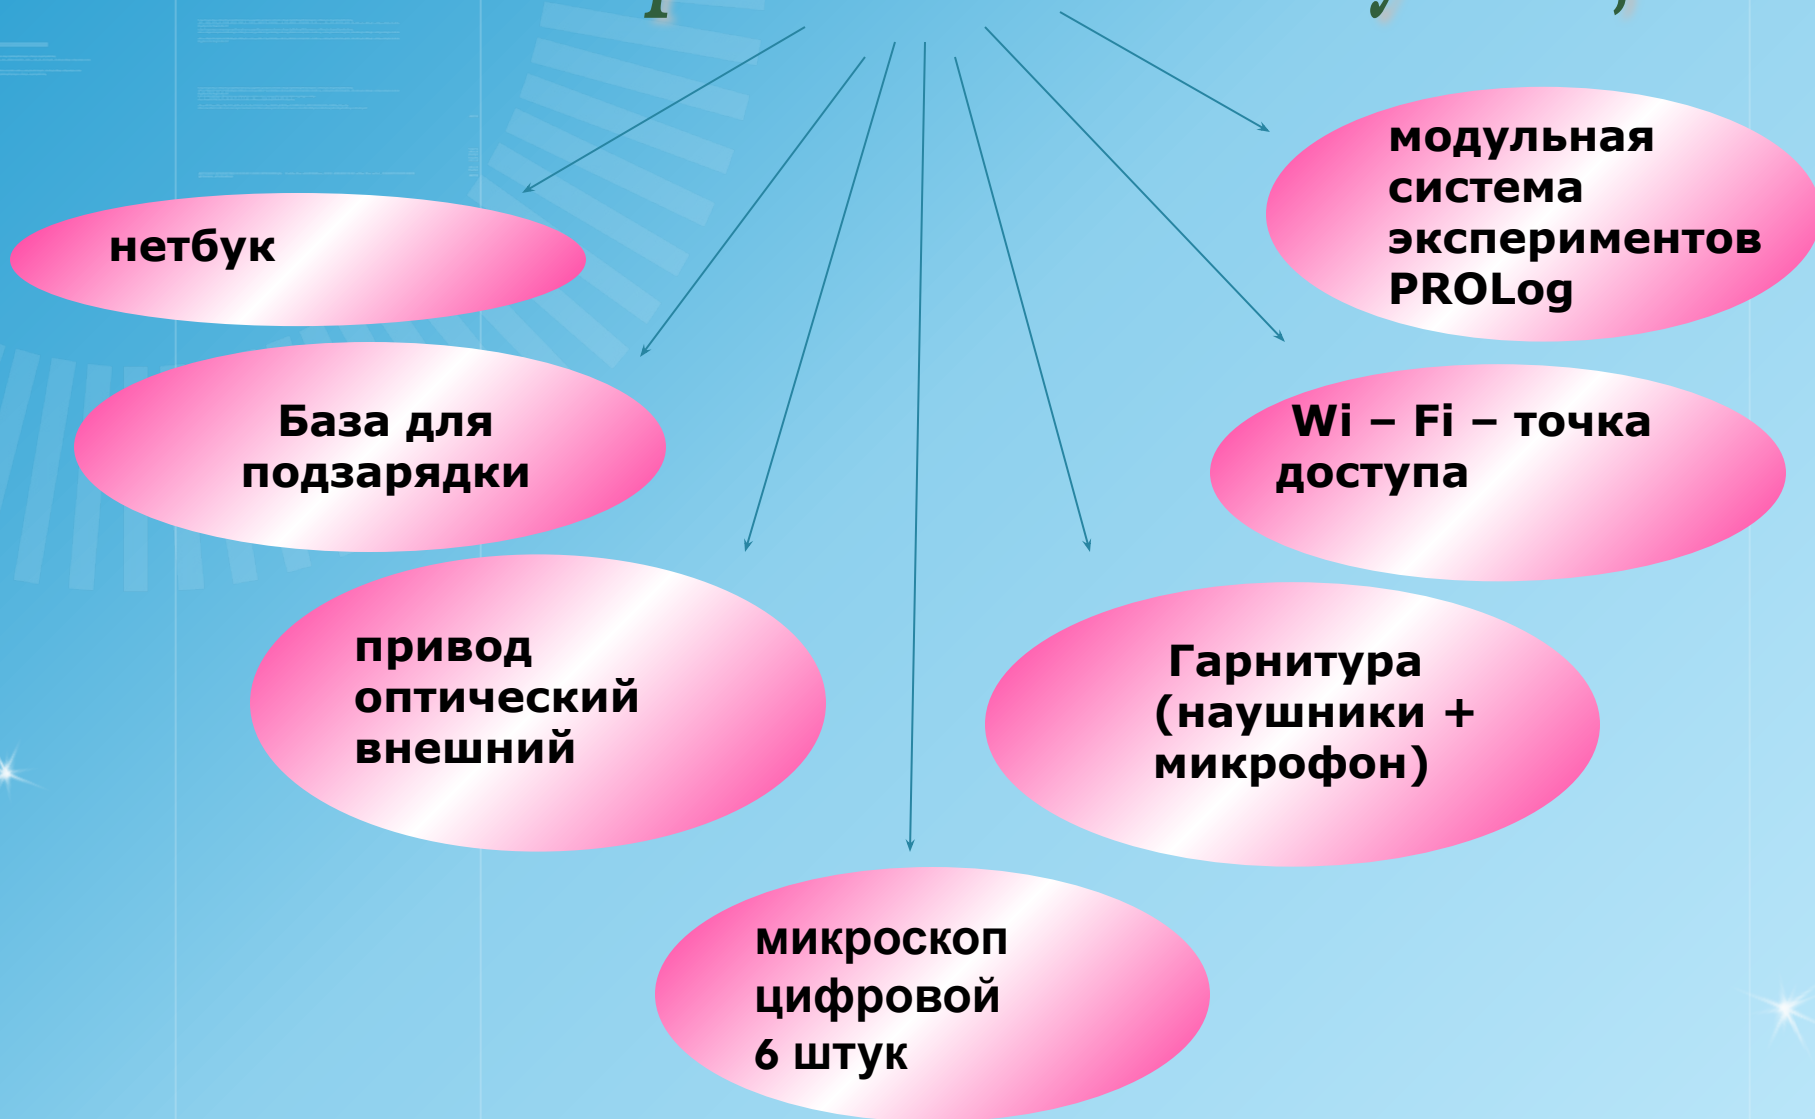 нетбук
База для
подзарядки
привод
оптический
внешний
микроскоп
цифровой
6 штук
Гарнитура
(наушники +
микрофон)
Wi – Fi – точка
доступа
модульная
система
экспериментов
PROLog